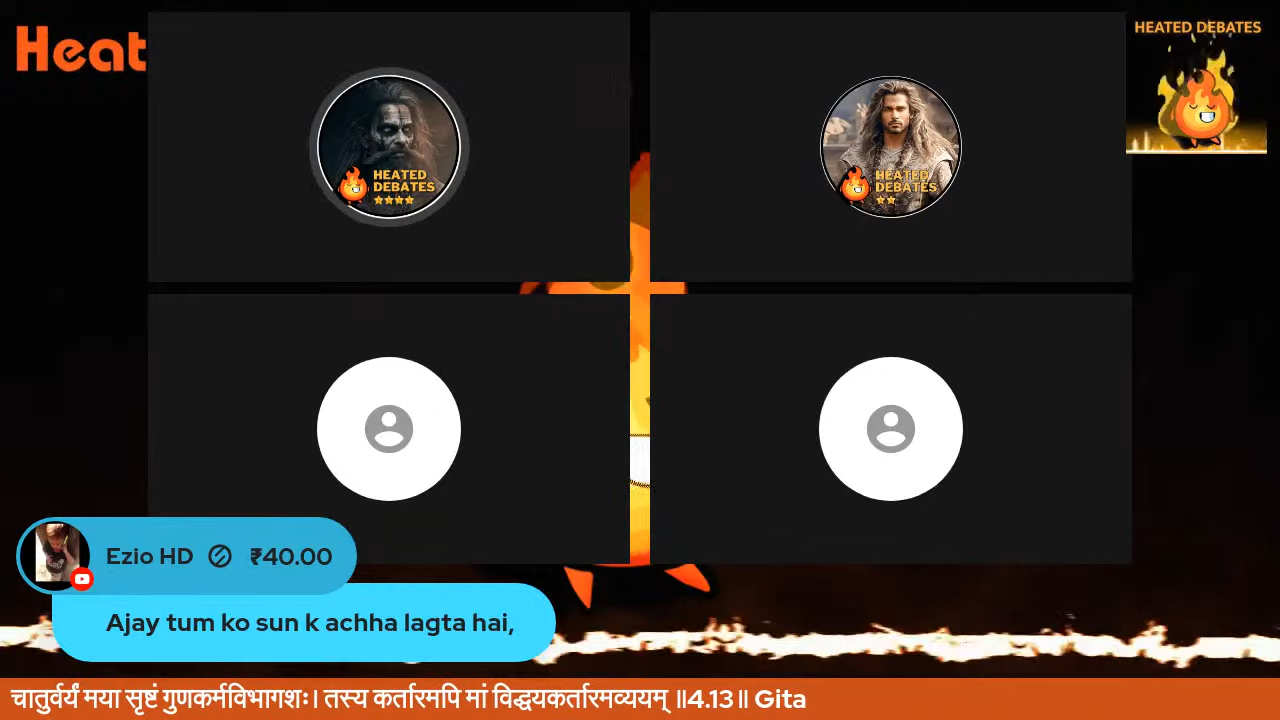 Heat
HEATED DEBATES
HEATED
DEBATES
HEATED
DEBATES
Ezio HD ₹40.00
Ajay tum ko sun k achha lagta hai,
चातुर्वर्यं मया सृष्टं गुणकर्मविभागशः। तस्य कर्तारमपि मां विद्धयकर्तारमव्ययम् ॥4.13॥ Gita